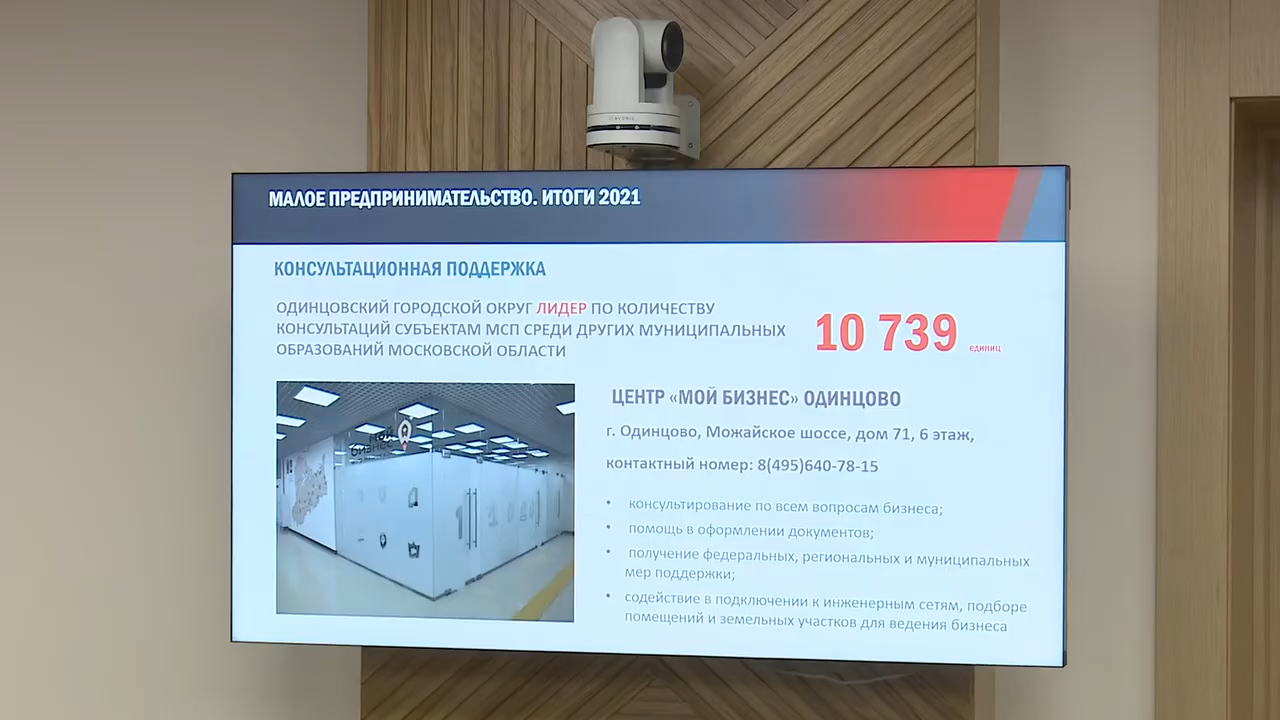 МАЛОЕ ПРЕДПРИНИМАТЕЛЬСТВО. ИТОГИ 2021
КОНСУЛЬТАЦИОННАЯ ПОДДЕРЖКА
ОДИНЦОВСКИЙ ГОРОДСКОЙ ОКРУГ ЛИДЕР ПО КОЛИЧЕСТВУ
КОНСУЛЬТАЦИЙ СУБЪЕКТАМ МСП СРЕДИ ДРУГИХ МУНИЦИПАЛЬНЫХ
ОБРАЗОВАНИЙ МОСКОВСКОЙ ОБЛАСТИ
10 739 единиц
мой
бизнес
ЦЕНТР «МОЙ БИЗНЕС» ОДИНЦОВО
г. Одинцово, Можайское шоссе, дом 71, 6 этаж,
контактный номер: 8(495)640-78-15
• консультирование по всем вопросам бизнеса;
• помощь в оформлении документов;
• получение федеральных, региональных и муниципальных
мер поддержки;
• содействие в подключении к инженерным сетям, подборе
помещений и земельных участков для ведения бизнеса